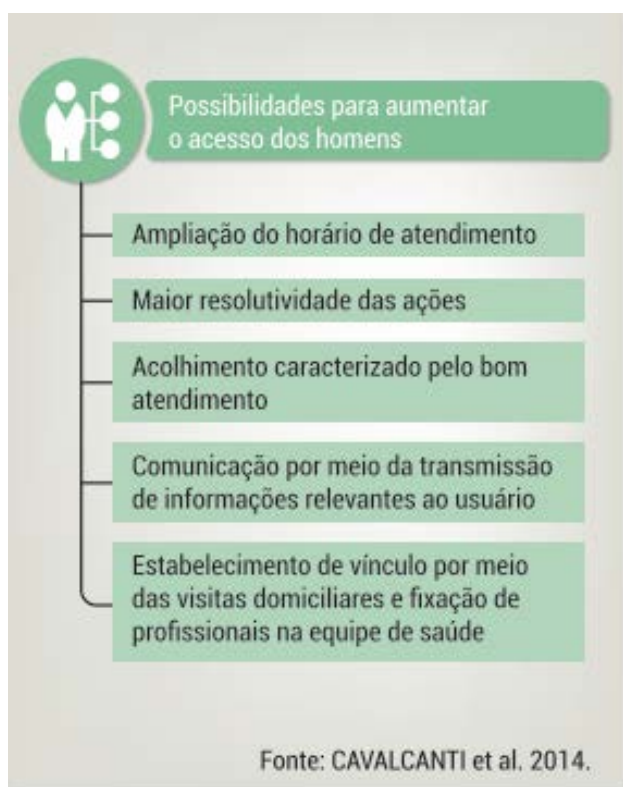 Possibilidades para aumentar
o acesso dos homens
Ampliação do horário de atendimento
Maior resolutividade das ações
Acolhimento caracterizado pelo bom
atendimento
Comunicação por meio da transmissão
de informações relevantes ao usuário
Estabelecimento de vínculo por meio
das visitas domiciliares e fixação de
profissionais na equipe de saúde
Fonte: CAVALCANTI et al. 2014.